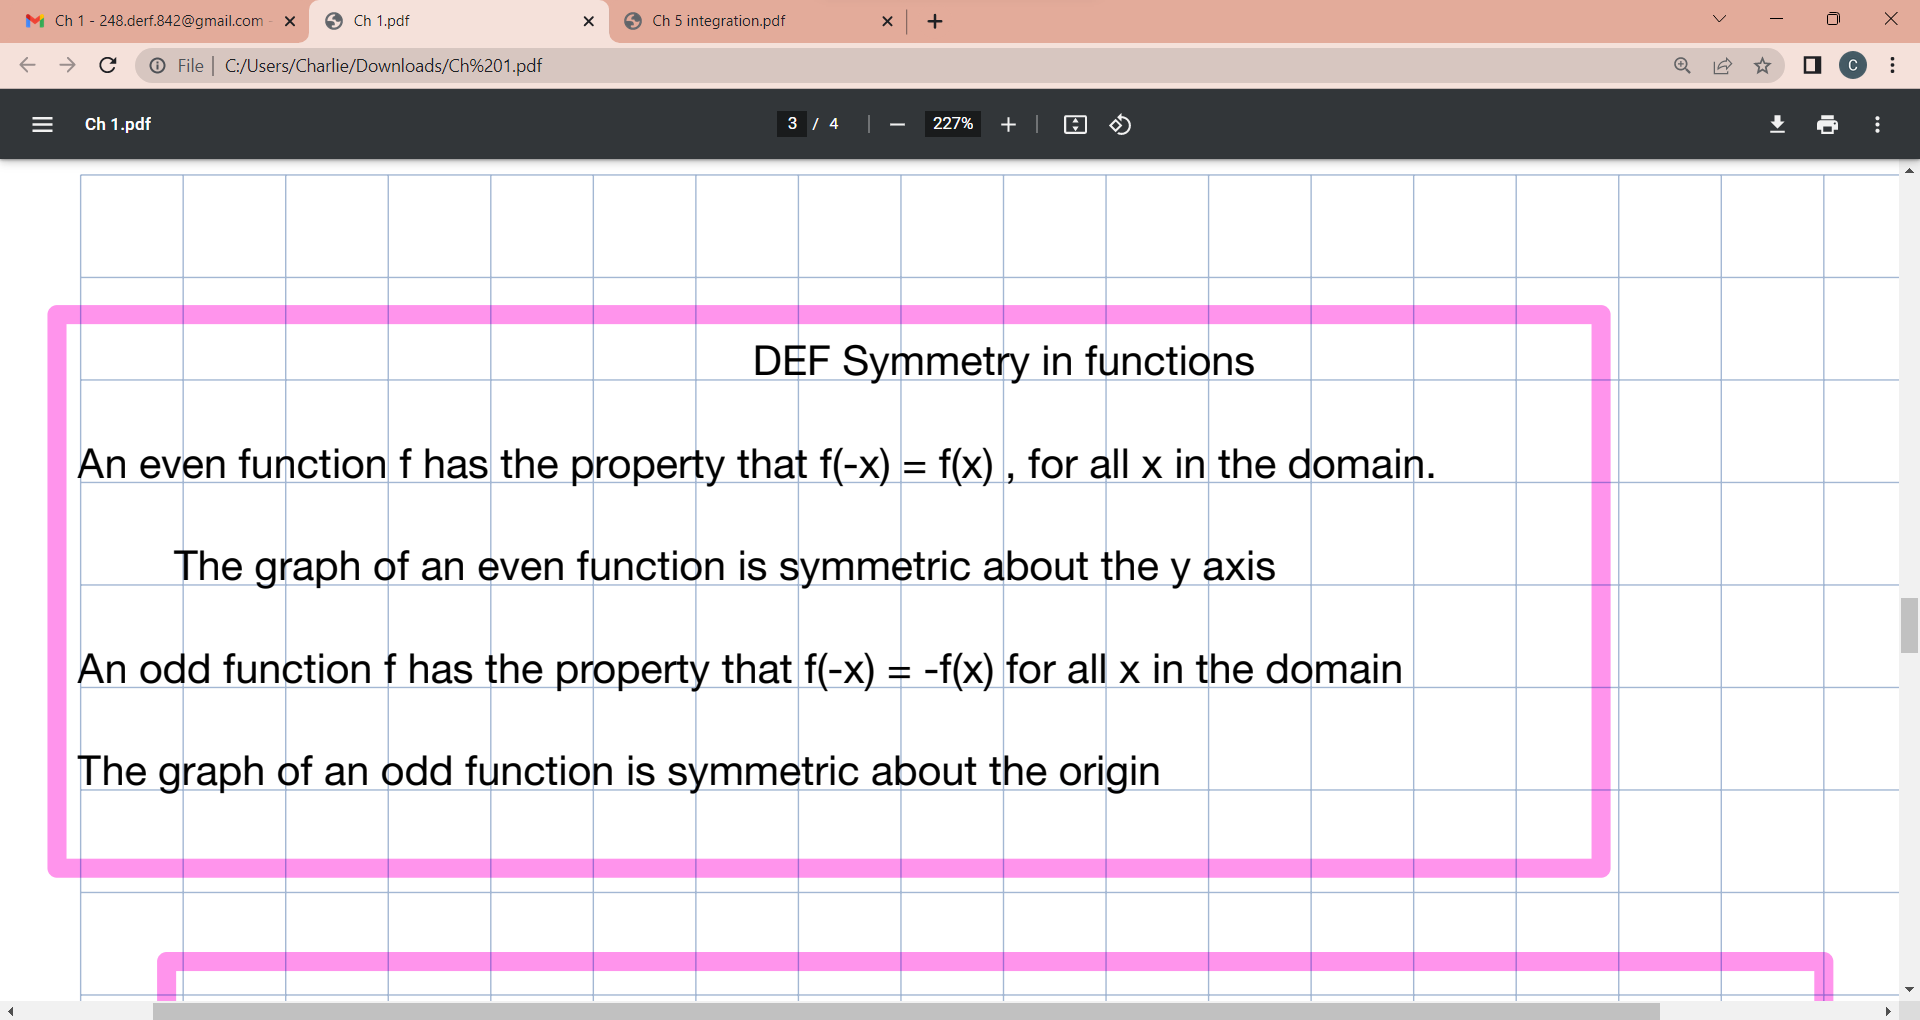 Ch 1 - 248.derf.842@gmail.com -
Ch 1.pdf
Ch 5 integration.pdf
File | C:/Users/Charlie/Downloads/Ch%201.pdf
C
Ch 1.pdf
3 / 4
227%
DEF Symmetry in functions
An even function f has the property that f(-x) = f(x) , for all x in the domain.
The graph of an even function is symmetric about the y axis
An odd function f has the property that f(-x) = -f(x) for all x in the domain
The graph of an odd function is symmetric about the origin